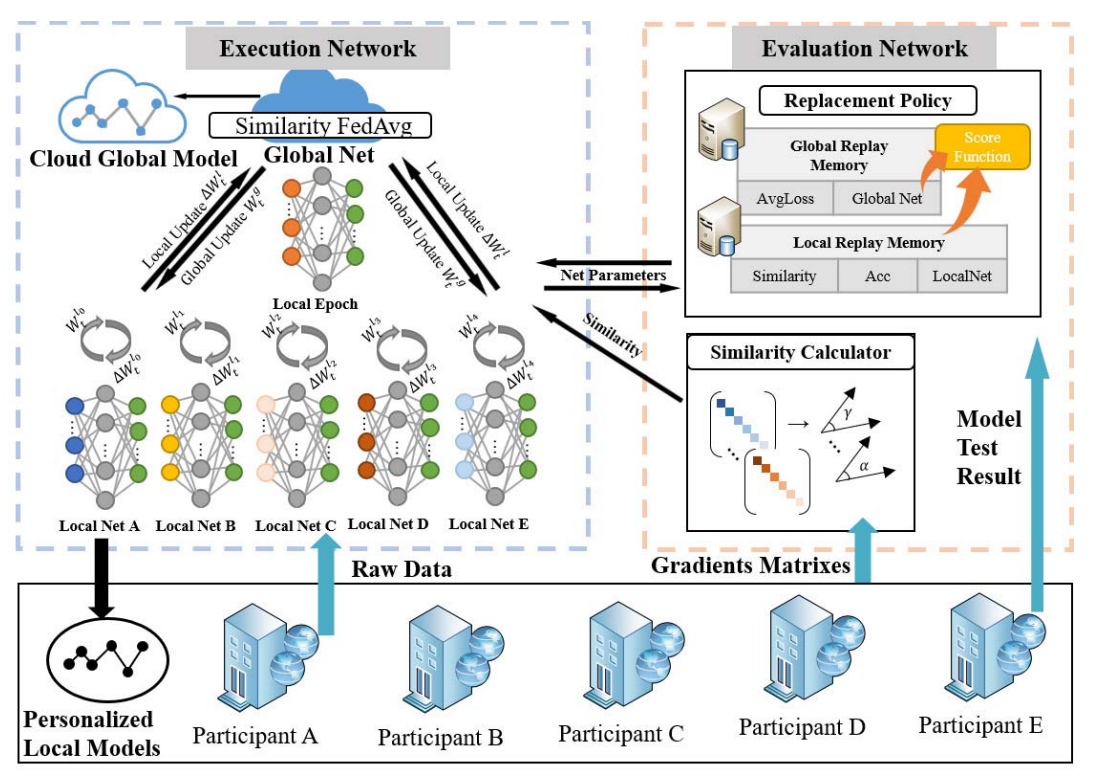 Execution Network
Evaluation Network
Similarity FedAvg
Cloud Global Model
Global Net
Local Update ΔW_t^l
Global Update W_t^g
Local Update ΔW_t^l
Global Update W_t^g
Local Epoch
W_t^{l_0}
ΔW_t^{l_0}
W_t^{l_1}
ΔW_t^{l_1}
W_t^{l_2}
ΔW_t^{l_2}
W_t^{l_3}
ΔW_t^{l_3}
W_t^{l_4}
ΔW_t^{l_4}
Local Net A
Local Net B
Local Net C
Local Net D
Local Net E
Replacement Policy
Global Replay
Memory
Score
Function
AvgLoss
Global Net
Local Replay Memory
Similarity
Acc
LocalNet
Net Parameters
Similarity
Similarity Calculator
γ
α
Model
Test
Result
Raw Data
Gradients Matrixes
Personalized
Local Models
Participant A
Participant B
Participant C
Participant D
Participant E